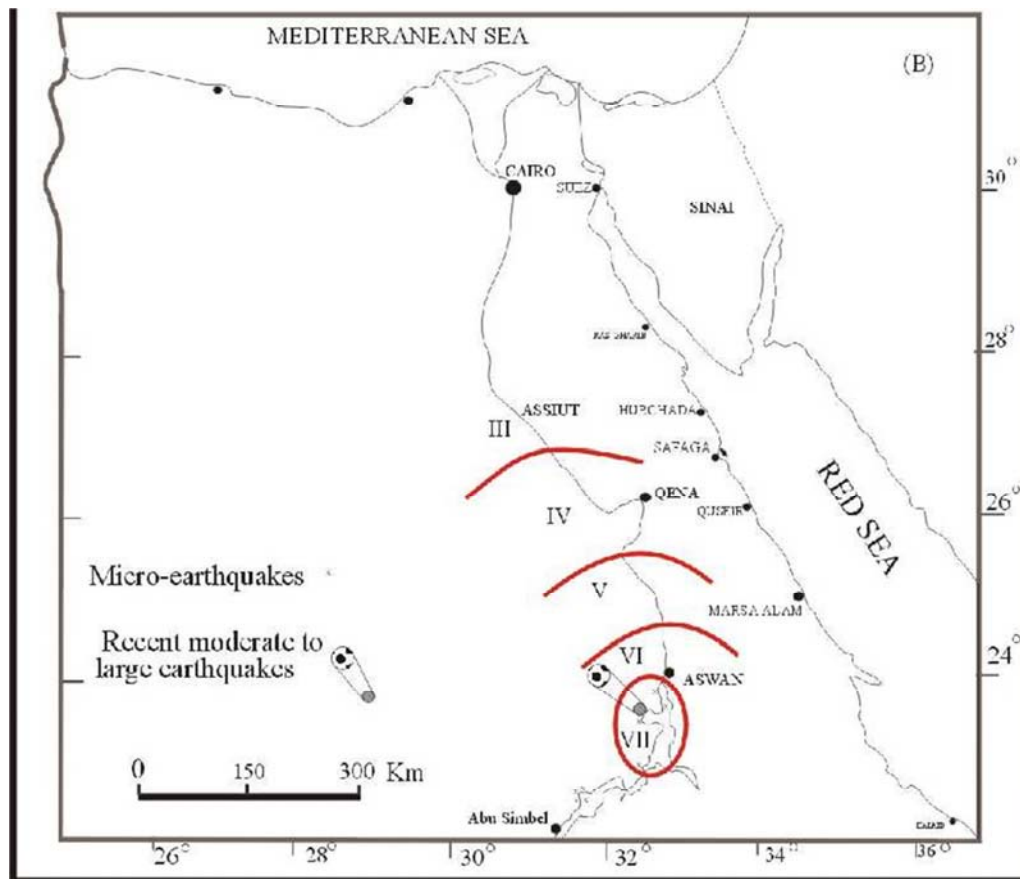 MEDITERRANEAN SEA
(B)
CAIRO
SUEZ
30°
SINAI
28°
ASSIUT
HURGHADA
III
SAFAGA
QENA
IV
QUSEIR
26°
RED SEA
Micro-earthquakes
V
MARSA ALAM
Recent moderate to
large earthquakes
VI
ASWAN
24°
VII
0 150 300 Km
Abu Simbel
26° 28° 30° 32° 34° 36°